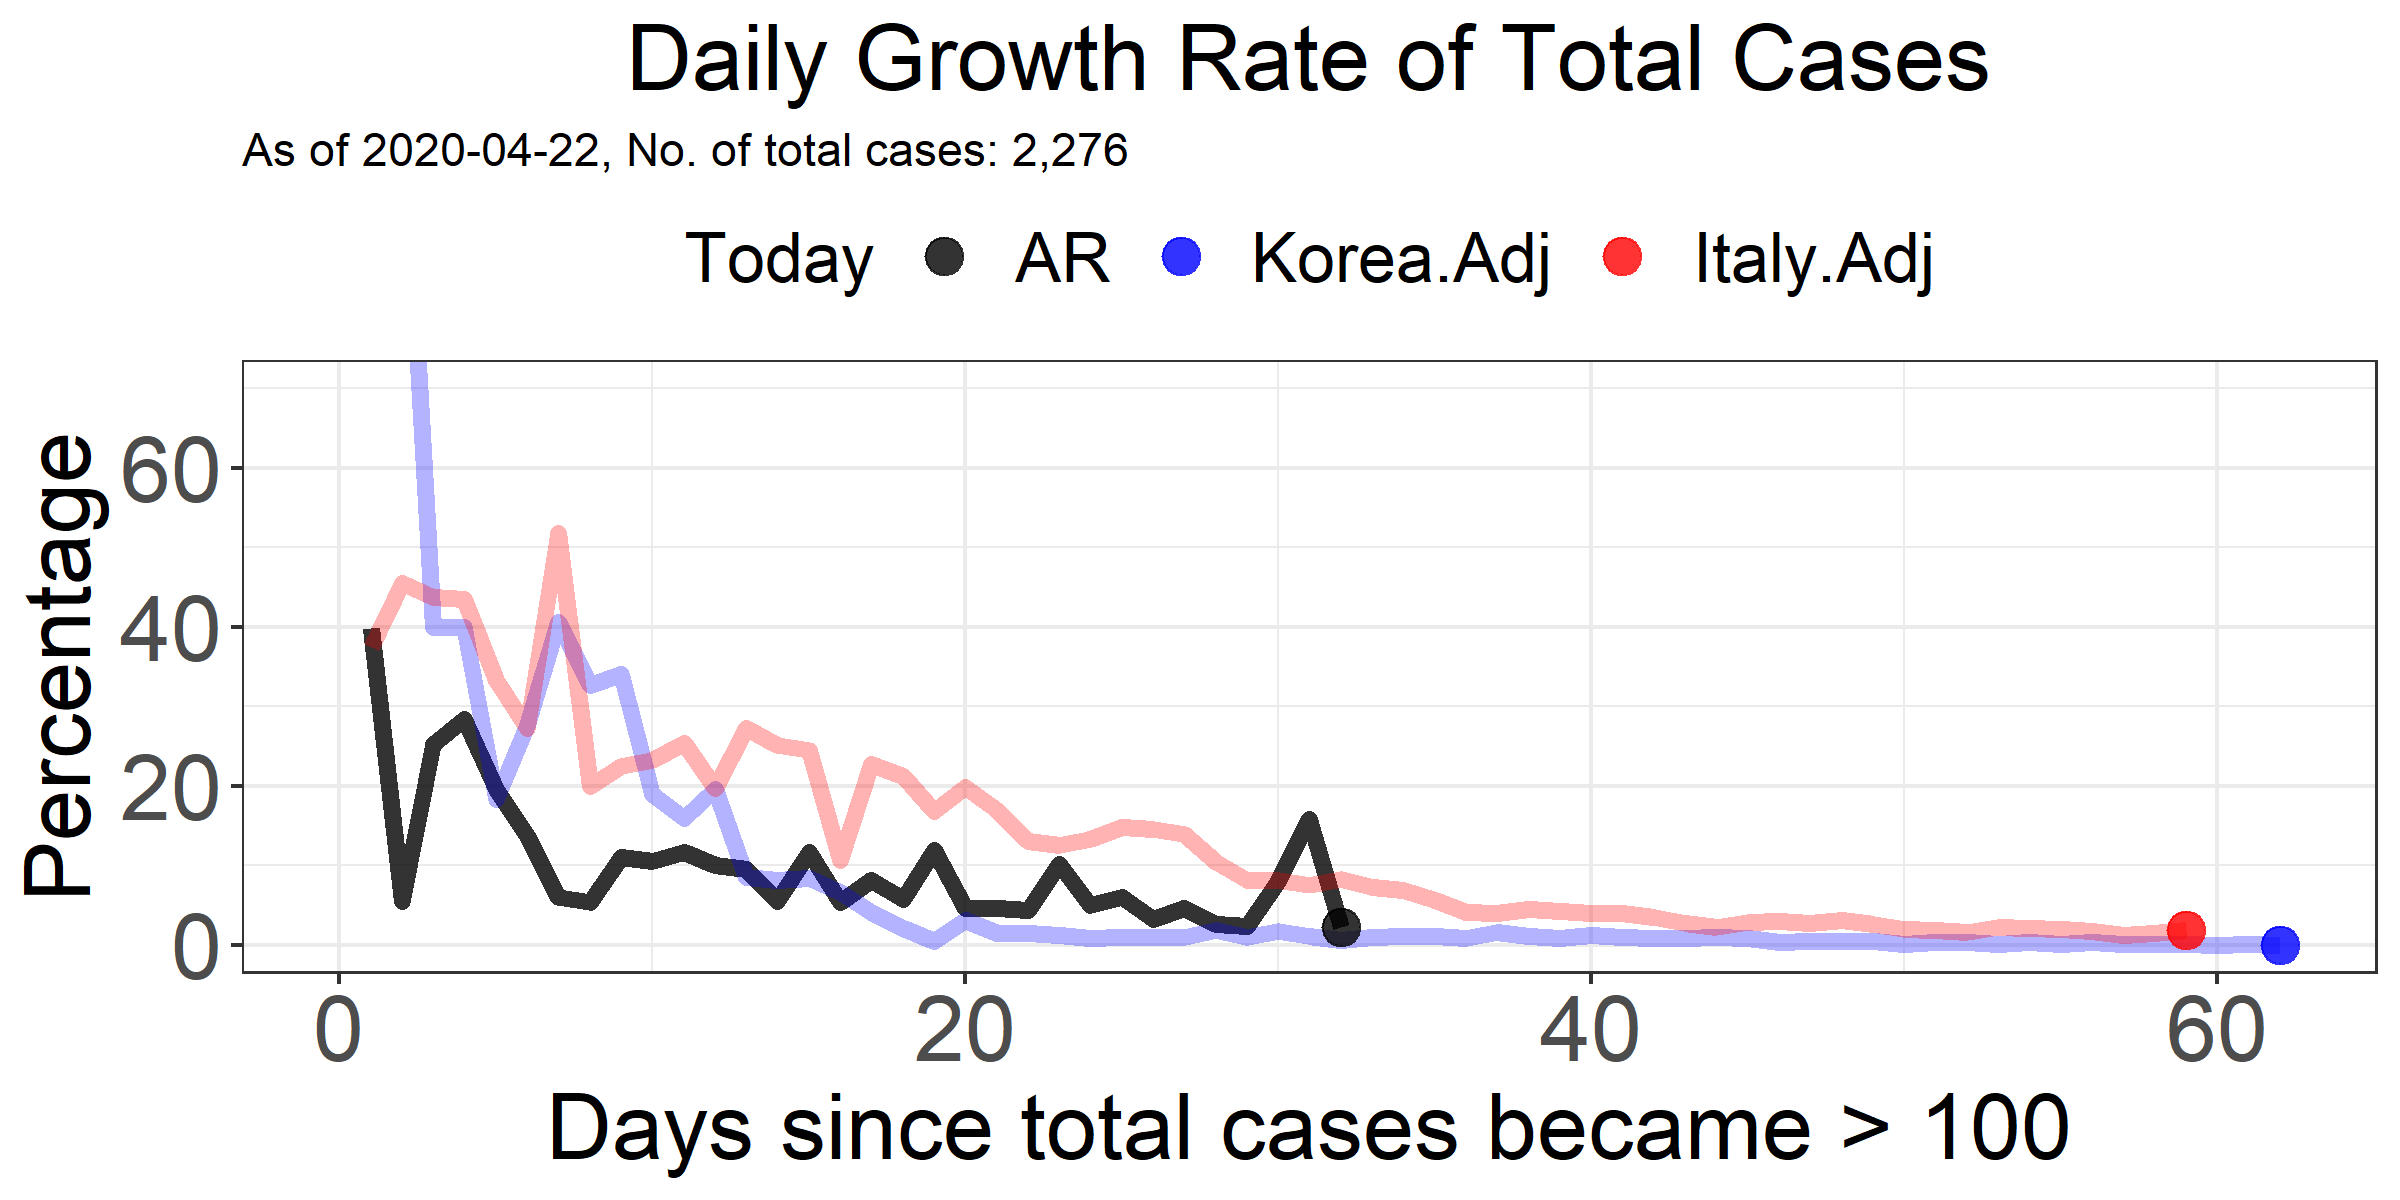 Daily Growth Rate of Total Cases
As of 2020-04-22, No. of total cases: 2,276
Today AR Korea.Adj Italy.Adj
Percentage
60
40
20
0
0 20 40 60
Days since total cases became > 100